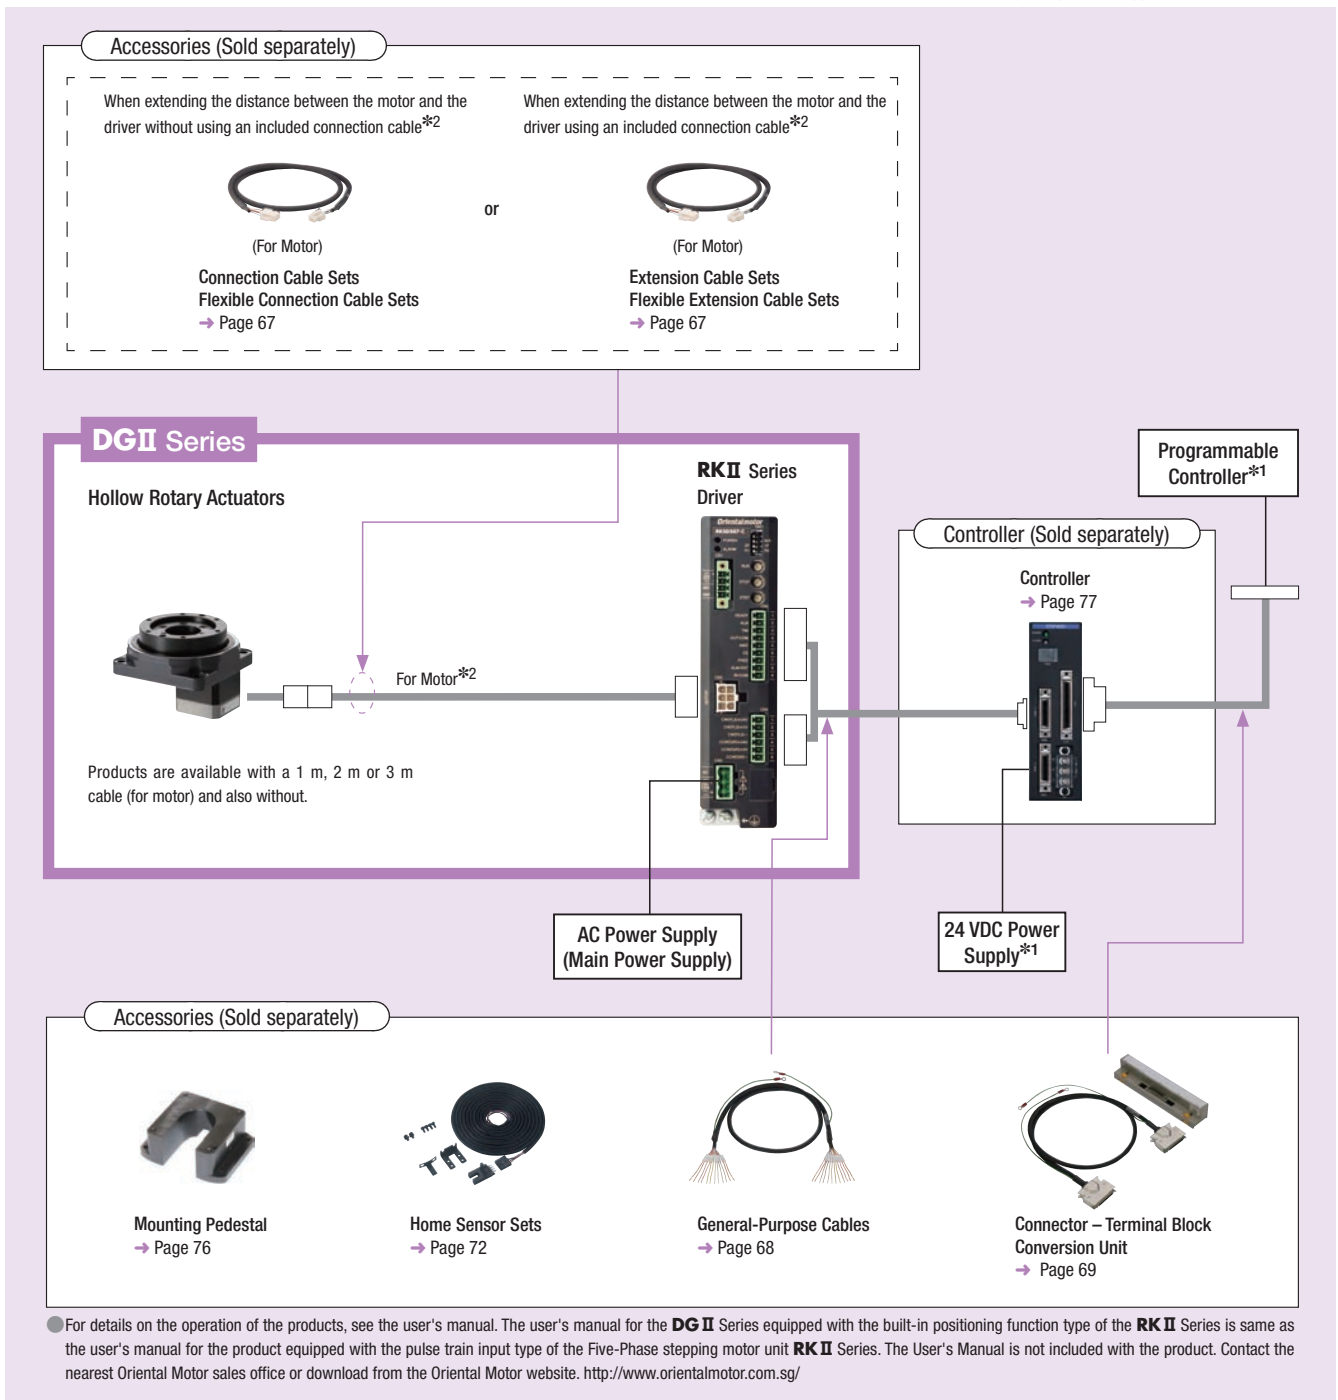 Accessories (Sold separately)
When extending the distance between the motor and the
driver without using an included connection cable*2
(For Motor)
Connection Cable Sets
Flexible Connection Cable Sets
→ Page 67
or
When extending the distance between the motor and the
driver using an included connection cable*2
(For Motor)
Extension Cable Sets
Flexible Extension Cable Sets
→ Page 67
DGII Series
Hollow Rotary Actuators
RKII Series
Driver
Orientalmotor
For Motor*2
Products are available with a 1 m, 2 m or 3 m
cable (for motor) and also without.
Programmable
Controller*1
Controller (Sold separately)
Controller
→ Page 77
AC Power Supply
(Main Power Supply)
24 VDC Power
Supply*1
Accessories (Sold separately)
Mounting Pedestal
→ Page 76
Home Sensor Sets
→ Page 72
General-Purpose Cables
→ Page 68
Connector – Terminal Block
Conversion Unit
→ Page 69
●For details on the operation of the products, see the user's manual. The user's manual for the DGII Series equipped with the built-in positioning function type of the RKII Series is same as
the user's manual for the product equipped with the pulse train input type of the Five-Phase stepping motor unit RKII Series. The User's Manual is not included with the product. Contact the
nearest Oriental Motor sales office or download from the Oriental Motor website. http://www.orientalmotor.com.sg/